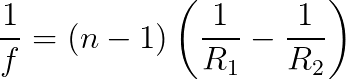 1/f = (n − 1) (1/R₁ − 1/R₂)